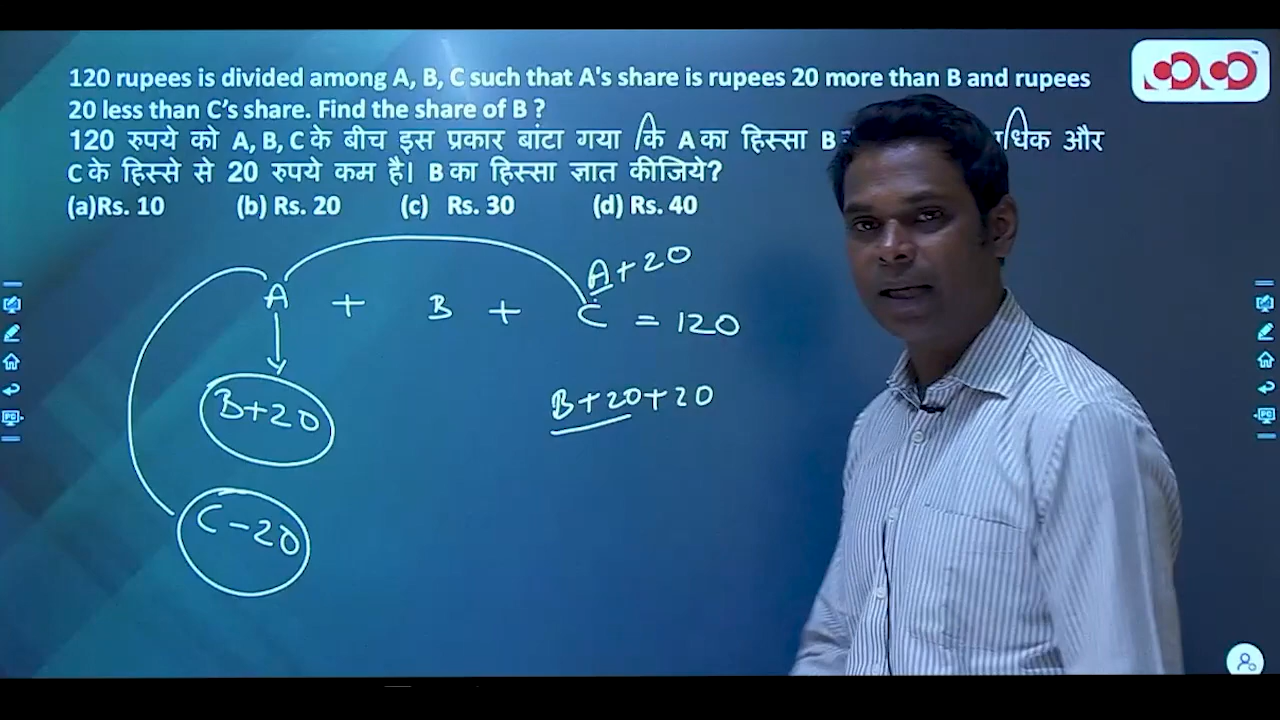 120 rupees is divided among A, B, C such that A's share is rupees 20 more than B and rupees
20 less than C’s share. Find the share of B ?
120 रुपये को A, B, C के बीच इस प्रकार बांटा गया कि A का हिस्सा B और
C के हिस्से से 20 रुपये कम है। B का हिस्सा ज्ञात कीजिये?
(a)Rs. 10 (b) Rs. 20 (c) Rs. 30 (d) Rs. 40
A+20
A + B + C = 120
B+20+20
B+20
C-20